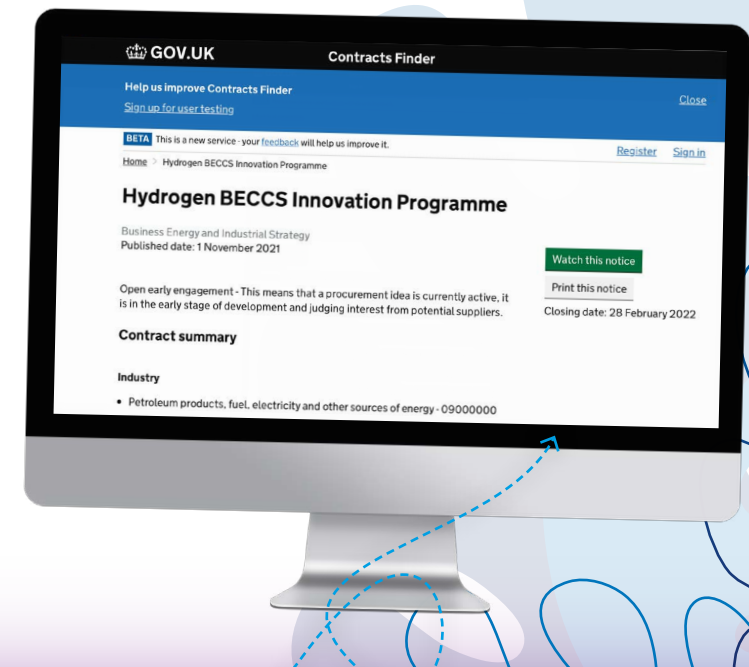 GOV.UK
Contracts Finder
Help us improve Contracts Finder
Close
Sign up for user testing
BETA This is a new service - your feedback will help us improve it.
Register Sign in
Home > Hydrogen BECCS Innovation Programme
Hydrogen BECCS Innovation Programme
Business Energy and Industrial Strategy
Published date: 1 November 2021
Watch this notice
Print this notice
Closing date: 28 February 2022
Open early engagement - This means that a procurement idea is currently active, it
is in the early stage of development and judging interest from potential suppliers.
Contract summary
Industry
• Petroleum products, fuel, electricity and other sources of energy - 09000000